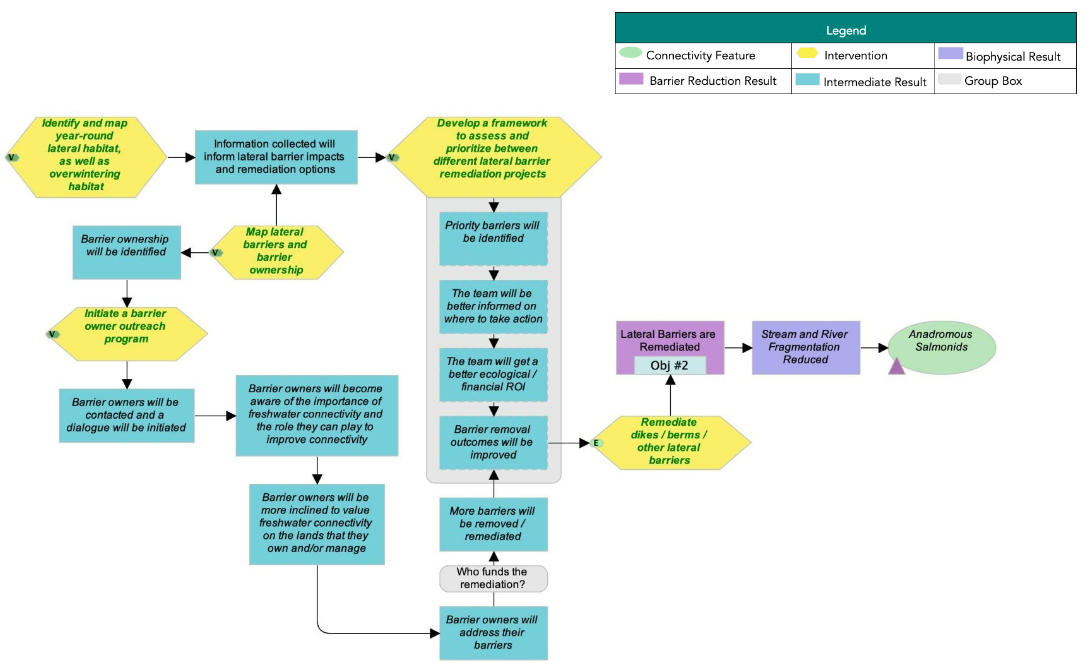 Legend
Connectivity Feature
Intervention
Biophysical Result
Barrier Reduction Result
Intermediate Result
Group Box
Identify and map
year-round
lateral habitat,
as well as
overwintering
habitat
V
Information collected will
inform lateral barrier impacts
and remediation options
Develop a framework
to assess and
prioritize between
different lateral barrier
remediation projects
V
Barrier ownership
will be identified
Map lateral
barriers and
barrier
ownership
V
Priority barriers will
be identified
The team will be
better informed on
where to take action
Initiate a barrier
owner outreach
program
V
The team will get a
better ecological /
financial ROI
Lateral Barriers are
Remediated
Obj #2
Stream and River
Fragmentation
Reduced
Anadromous
Salmonids
Barrier owners will be
contacted and a
dialogue will be initiated
Barrier owners will become
aware of the importance of
freshwater connectivity and
the role they can play to
improve connectivity
Barrier removal
outcomes will be
improved
Remediate
dikes / berms /
other lateral
barriers
E
Barrier owners will be
more inclined to value
freshwater connectivity
on the lands that they
own and/or manage
More barriers will
be removed /
remediated
Who funds the
remediation?
Barrier owners will
address their
barriers